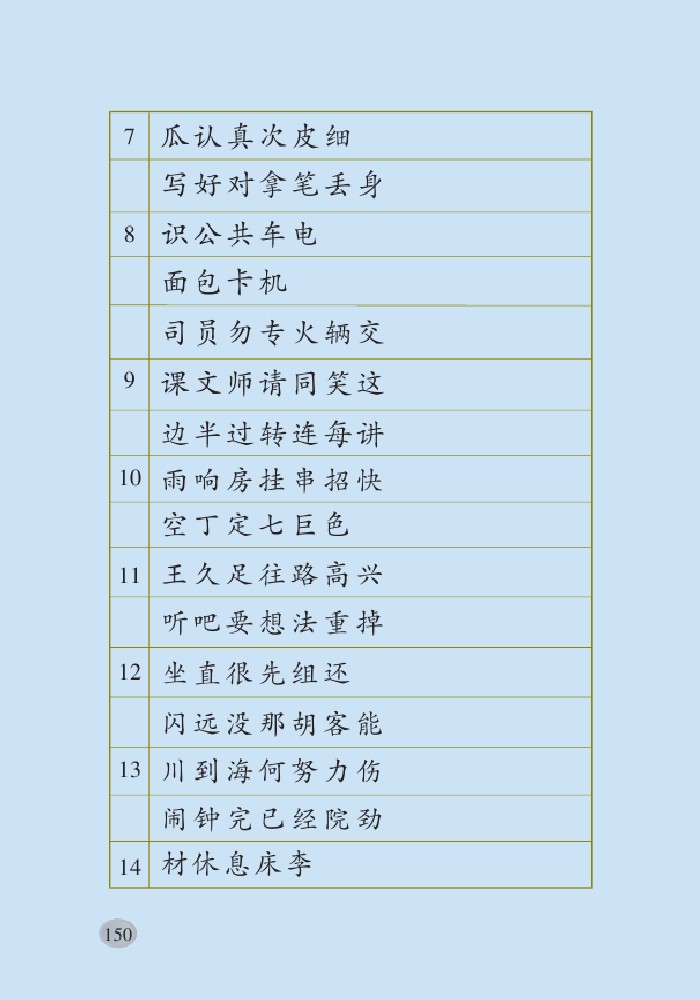 7 瓜认真次皮细
写好对拿笔丢身
8 识公共车电
面包卡机
司员勿专火辆交
9 课文师请同笑这
边半过转连每讲
10 雨响房挂串招快
空丁定七巨色
11 王久足往路高兴
听吧要想法重掉
12 坐直很先组还
闪远没那胡客能
13 川到海何努力伤
闹钟完已经院劲
14 材休息床李
150